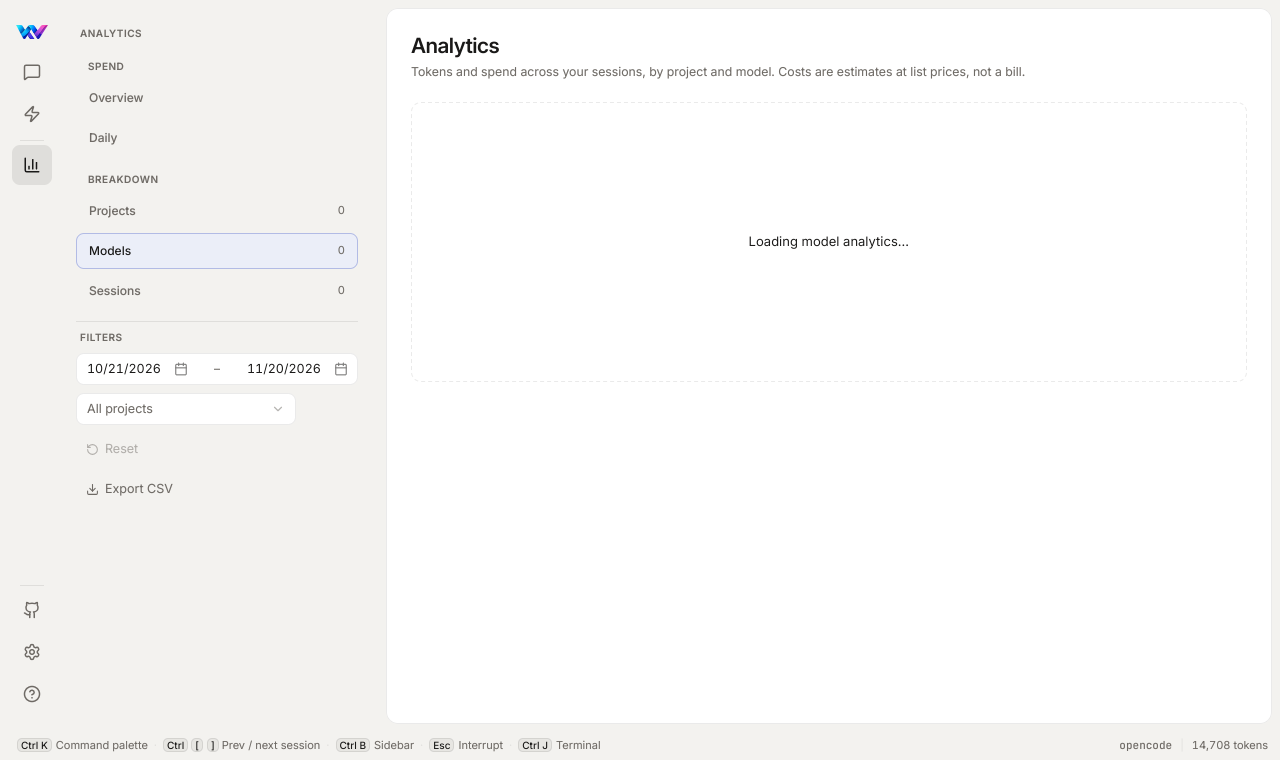 ANALYTICS
SPEND
Overview
Daily
BREAKDOWN
Projects 0
Models 0
Sessions 0
FILTERS
10/21/2026 – 11/20/2026
All projects
Reset
Export CSV
Analytics
Tokens and spend across your sessions, by project and model. Costs are estimates at list prices, not a bill.
Loading model analytics...
Ctrl K Command palette Ctrl [ ] Prev / next session Ctrl B Sidebar Esc Interrupt Ctrl J Terminal
opencode 14,708 tokens